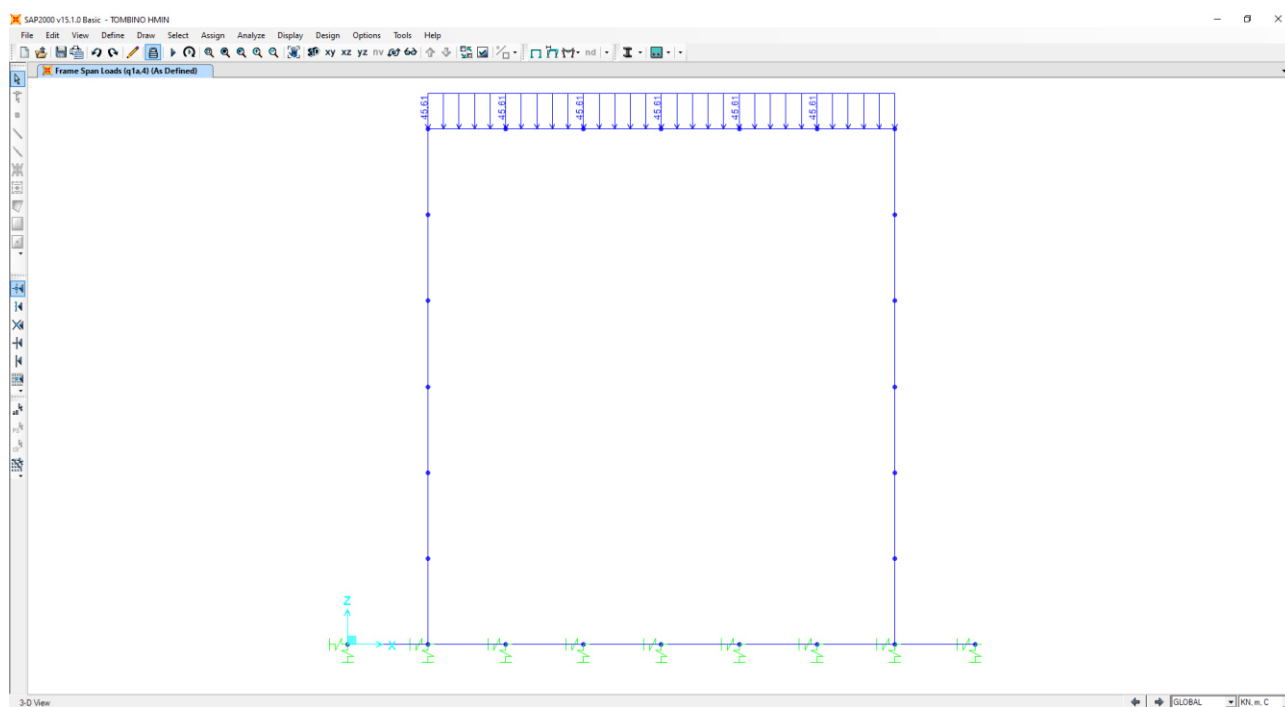 SAP2000 v15.1.0 Basic - TOMBINO HMIN
File Edit View Define Draw Select Assign Analyze Display Design Options Tools Help
xy xz yz nv nd
Frame Span Loads (q1a,4) (As Defined)
45.61 45.61 45.61 45.61 45.61 45.61
Z
X
3-D View GLOBAL KN, m, C